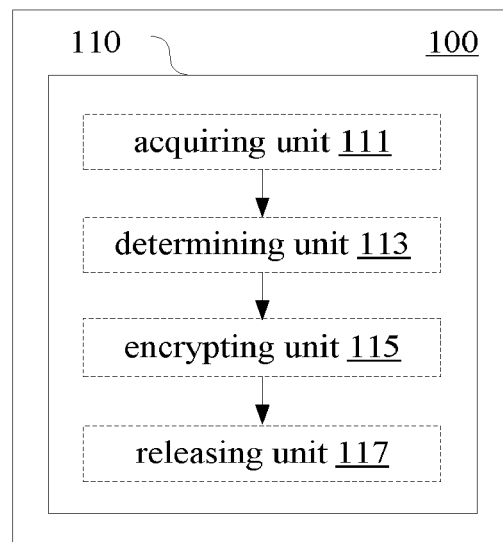 110 100
acquiring unit 111
determining unit 113
encrypting unit 115
releasing unit 117